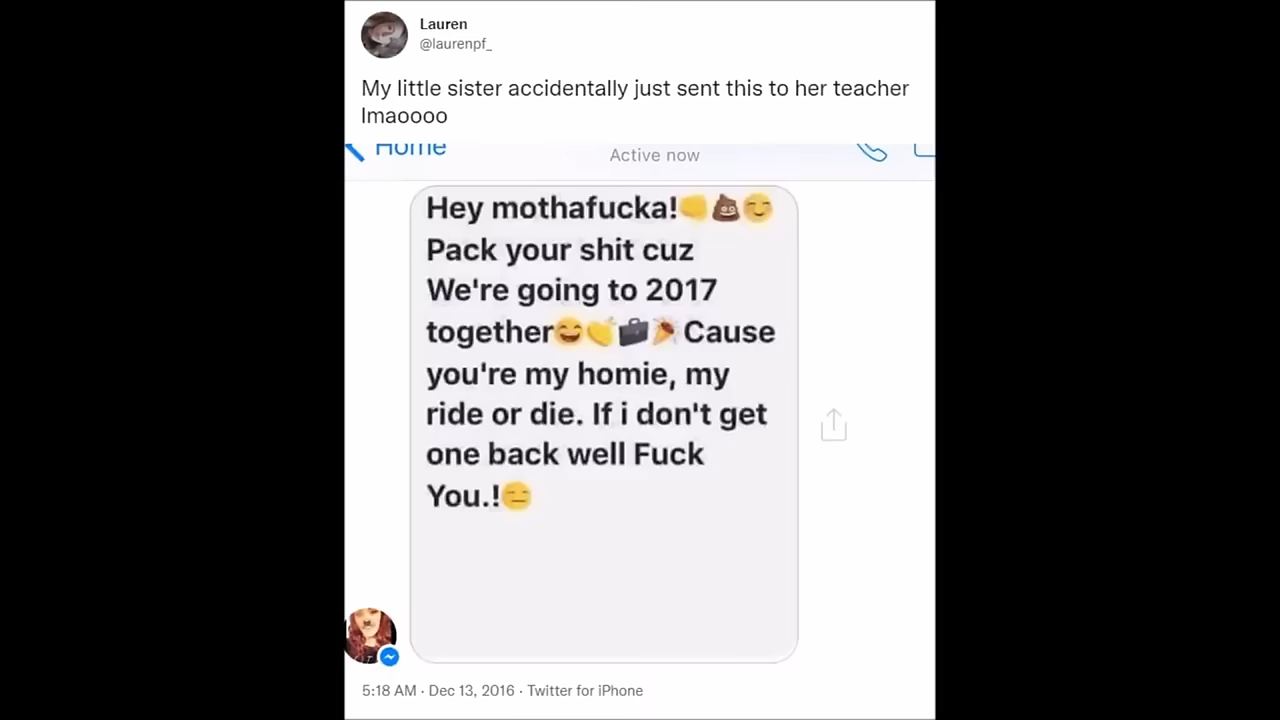 Lauren
@laurenpf_
My little sister accidentally just sent this to her teacher
lmaoooo
Home
Active now
Hey mothafucka!👊💩😊
Pack your shit cuz
We're going to 2017
together😄👏💼🎉Cause
you're my homie, my
ride or die. If i don't get
one back well Fuck
You.!😑
5:18 AM · Dec 13, 2016 · Twitter for iPhone